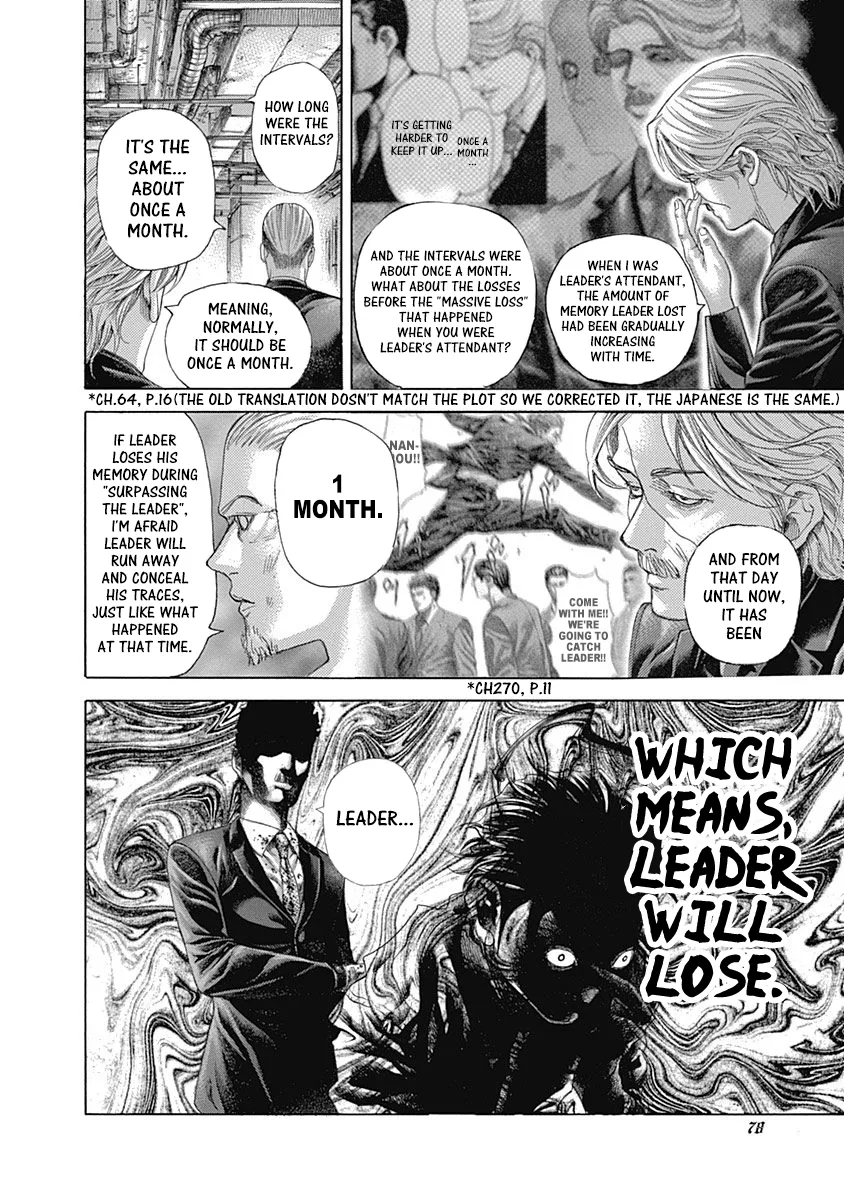 WHEN I WAS
LEADER'S ATTENDANT,
THE AMOUNT OF
MEMORY LEADER LOST
HAD BEEN GRADUALLY
INCREASING
WITH TIME.
ONCE A
MONTH
...
IT'S GETTING
HARDER TO
KEEP IT UP...
AND THE INTERVALS WERE
ABOUT ONCE A MONTH.
WHAT ABOUT THE LOSSES
BEFORE THE "MASSIVE LOSS"
THAT HAPPENED
WHEN YOU WERE
LEADER'S ATTENDANT?
HOW LONG
WERE THE
INTERVALS?
IT'S THE
SAME...
ABOUT
ONCE A
MONTH.
MEANING,
NORMALLY,
IT SHOULD BE
ONCE A MONTH.
*CH.64, P.16(THE OLD TRANSLATION DOSN'T MATCH THE PLOT SO WE CORRECTED IT, THE JAPANESE IS THE SAME.)
AND FROM
THAT DAY
UNTIL NOW,
IT HAS
BEEN
COME
WITH ME!!
WE'RE
GOING TO
CATCH
LEADER!!
NAN-
ROU!!
1
MONTH.
IF LEADER
LOSES HIS
MEMORY DURING
"SURPASSING
THE LEADER",
I'M AFRAID
LEADER WILL
RUN AWAY
AND CONCEAL
HIS TRACES,
JUST LIKE WHAT
HAPPENED
AT THAT TIME.
*CH270, P.11
WHICH
MEANS,
LEADER
WILL
LOSE.
LEADER...
78